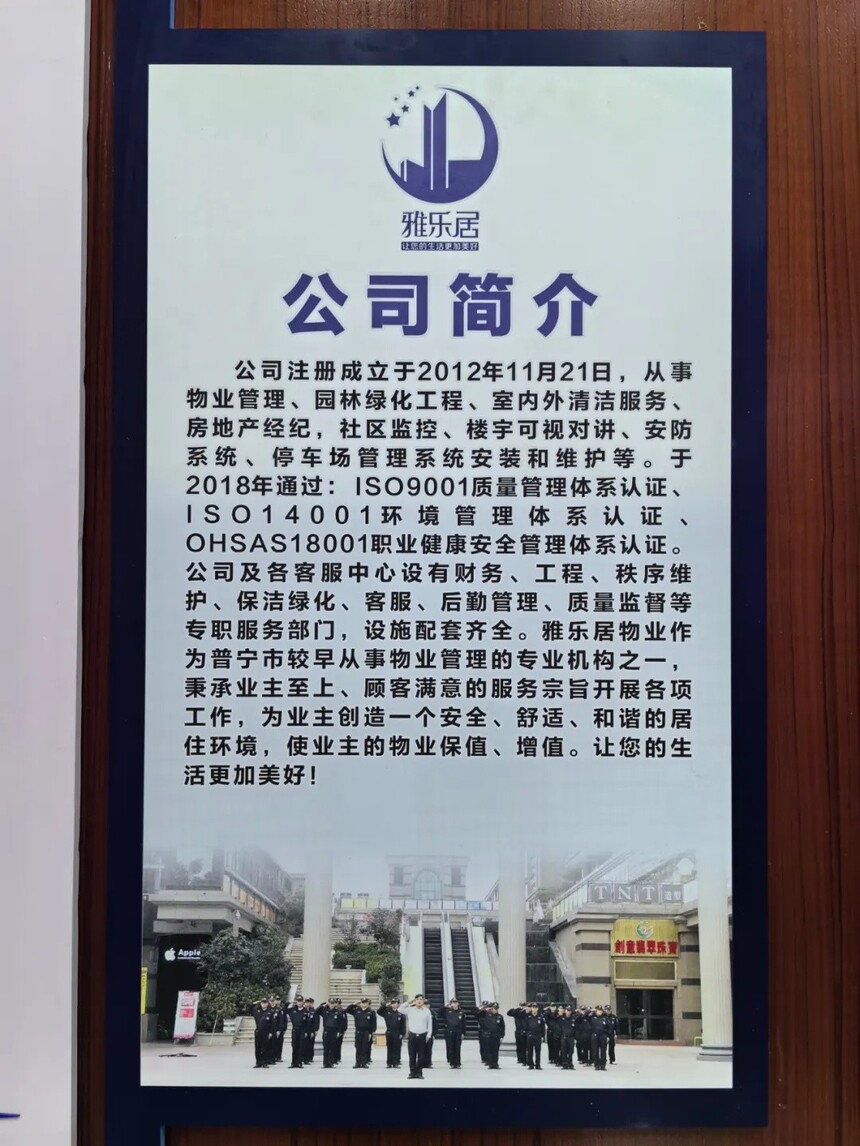 雅乐居
让您的生活更加美好
公司简介
公司注册成立于2012年11月21日，从事
物业管理、园林绿化工程、室内外清洁服务、
房地产经纪，社区监控、楼宇可视对讲、安防
系统、停车场管理系统安装和维护等。于
2018年通过：ISO9001质量管理体系认证、
ISO14001环境管理体系认证、
OHSAS18001职业健康安全管理体系认证。
公司及各客服中心设有财务、工程、秩序维
护、保洁绿化、客服、后勤管理、质量监督等
专职服务部门，设施配套齐全。雅乐居物业作
为普宁市较早从事物业管理的专业机构之一，
秉承业主至上、顾客满意的服务宗旨开展各项
工作，为业主创造一个安全、舒适、和谐的居
住环境，使业主的物业保值、增值。让您的生
活更加美好！
TNT
Apple
创意翡翠珠宝